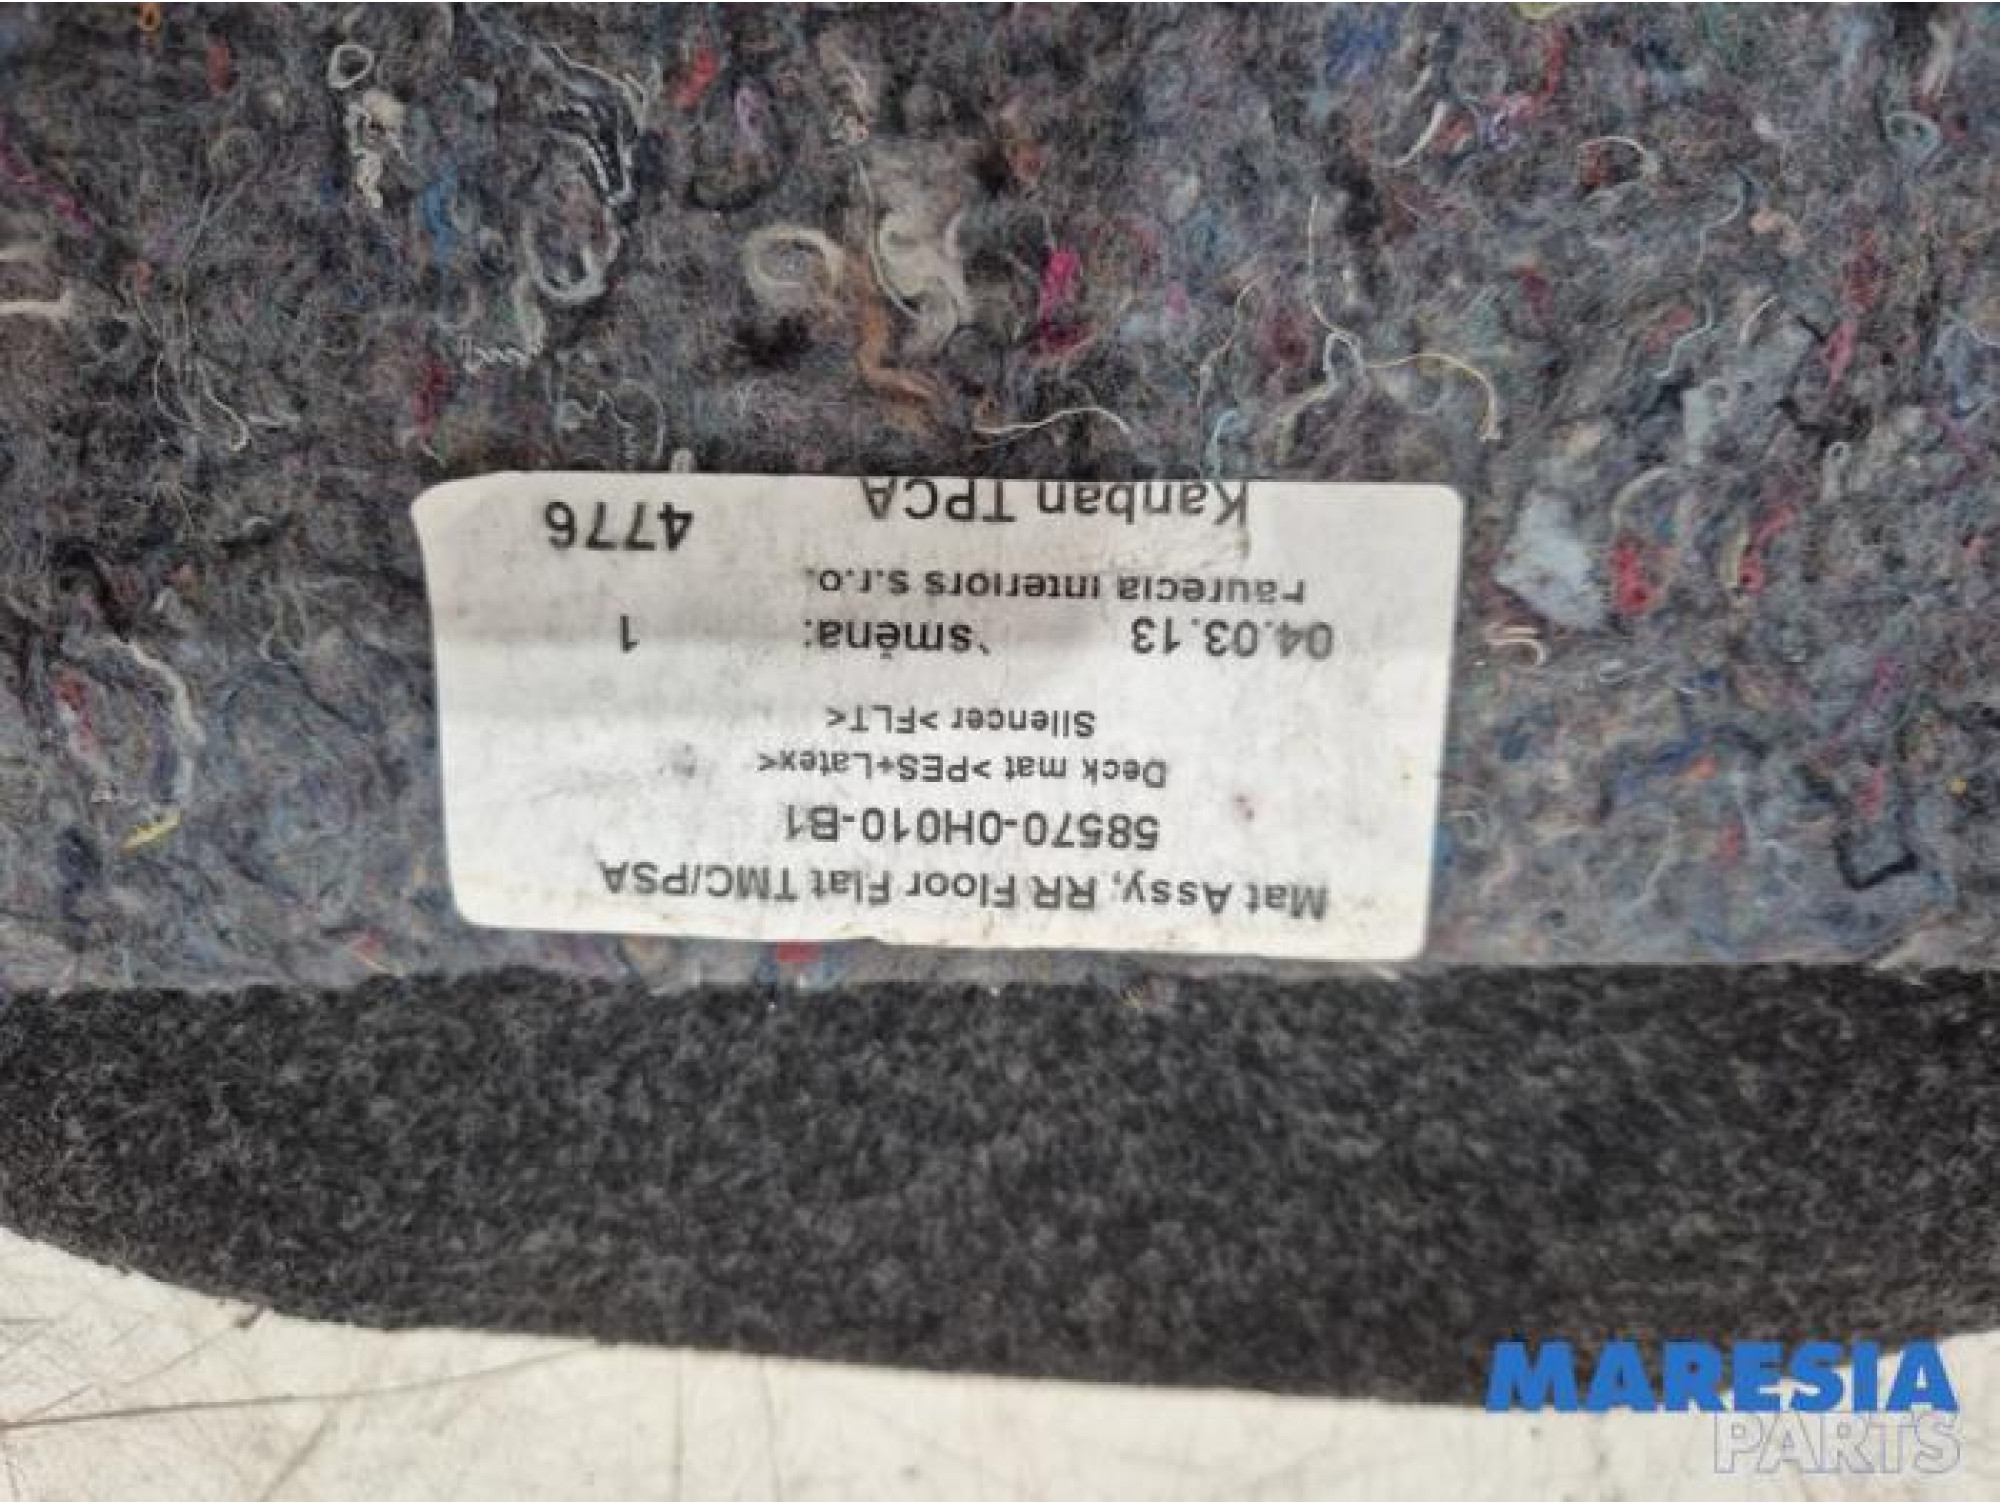 Mat Assy, RR Floor Flat TMC/PSA
58570-0H010-B1
Deck mat >PES+Latex<
Silencer >FLT<
04.03.13 `směna: 1
Faurecia interiors s.r.o.
Kanban TPCA 4776
MARESIA
PARTS